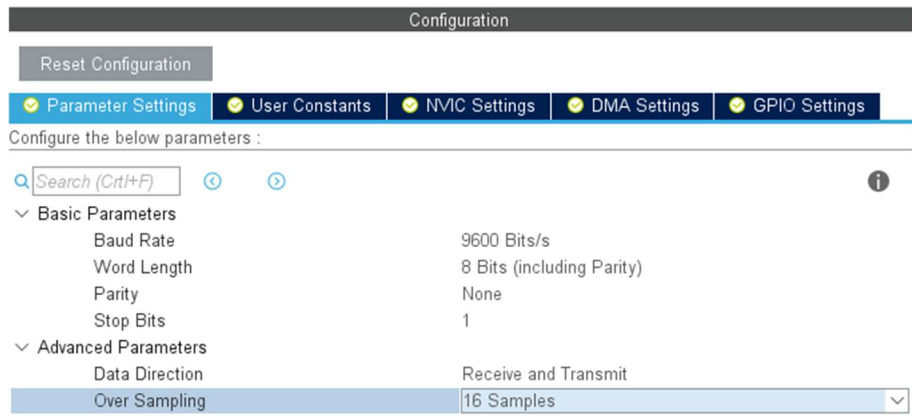 Configuration
Reset Configuration
Parameter Settings User Constants NVIC Settings DMA Settings GPIO Settings
Configure the below parameters :
Search (Crtl+F)
Basic Parameters
Baud Rate 9600 Bits/s
Word Length 8 Bits (including Parity)
Parity None
Stop Bits 1
Advanced Parameters
Data Direction Receive and Transmit
Over Sampling 16 Samples